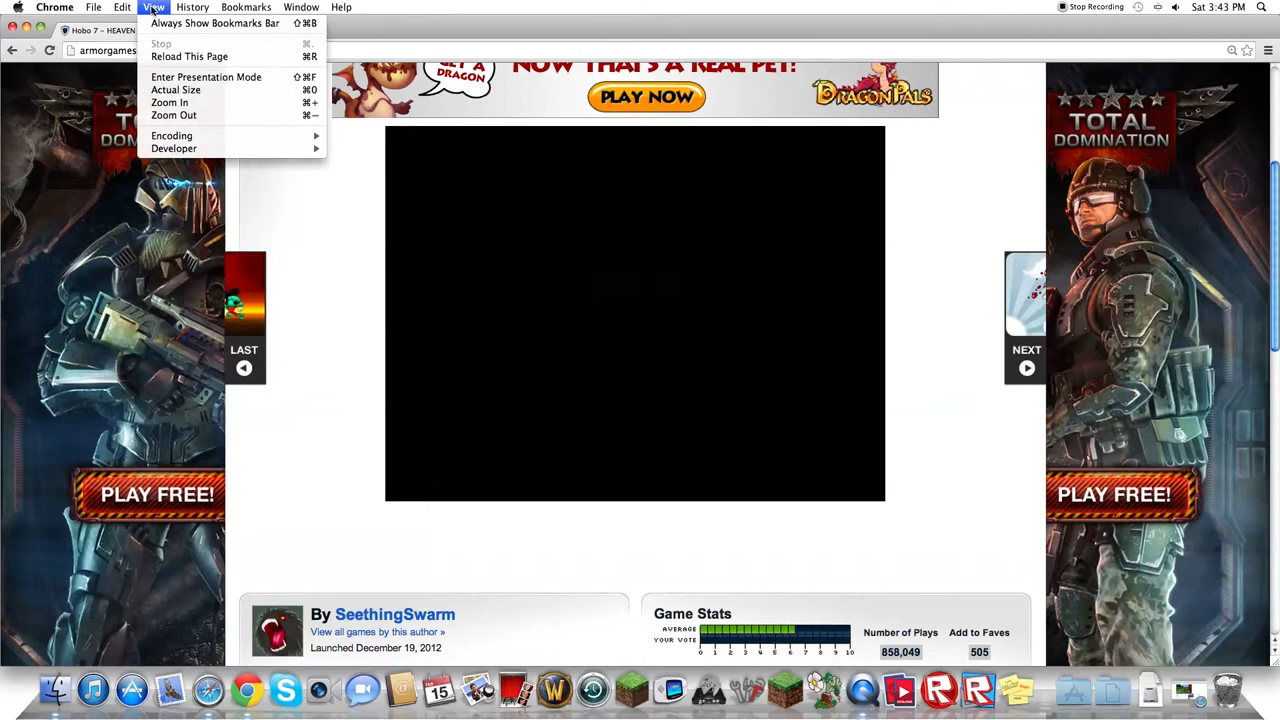 Chrome File Edit View History Bookmarks Window Help Stop Recording Sat 3:43 PM
Always Show Bookmarks Bar ⇧⌘B
Stop ⌘.
Reload This Page ⌘R
Enter Presentation Mode ⇧⌘F
Actual Size ⌘0
Zoom In ⌘+
Zoom Out ⌘−
Encoding
Developer
Hobo 7 – HEAVEN
armorgames
GET A
DRAGON
NOW THAT'S A REAL PET!
PLAY NOW
DRAGONPALS
TOTAL
DOMINATION
LAST
NEXT
PLAY FREE!
PLAY FREE!
By SeethingSwarm
View all games by this author »
Launched December 19, 2012
Game Stats
AVERAGE
YOUR VOTE
0 1 2 3 4 5 6 7 8 9 10
Number of Plays
858,049
Add to Faves
505
FEB
15
ONLINE